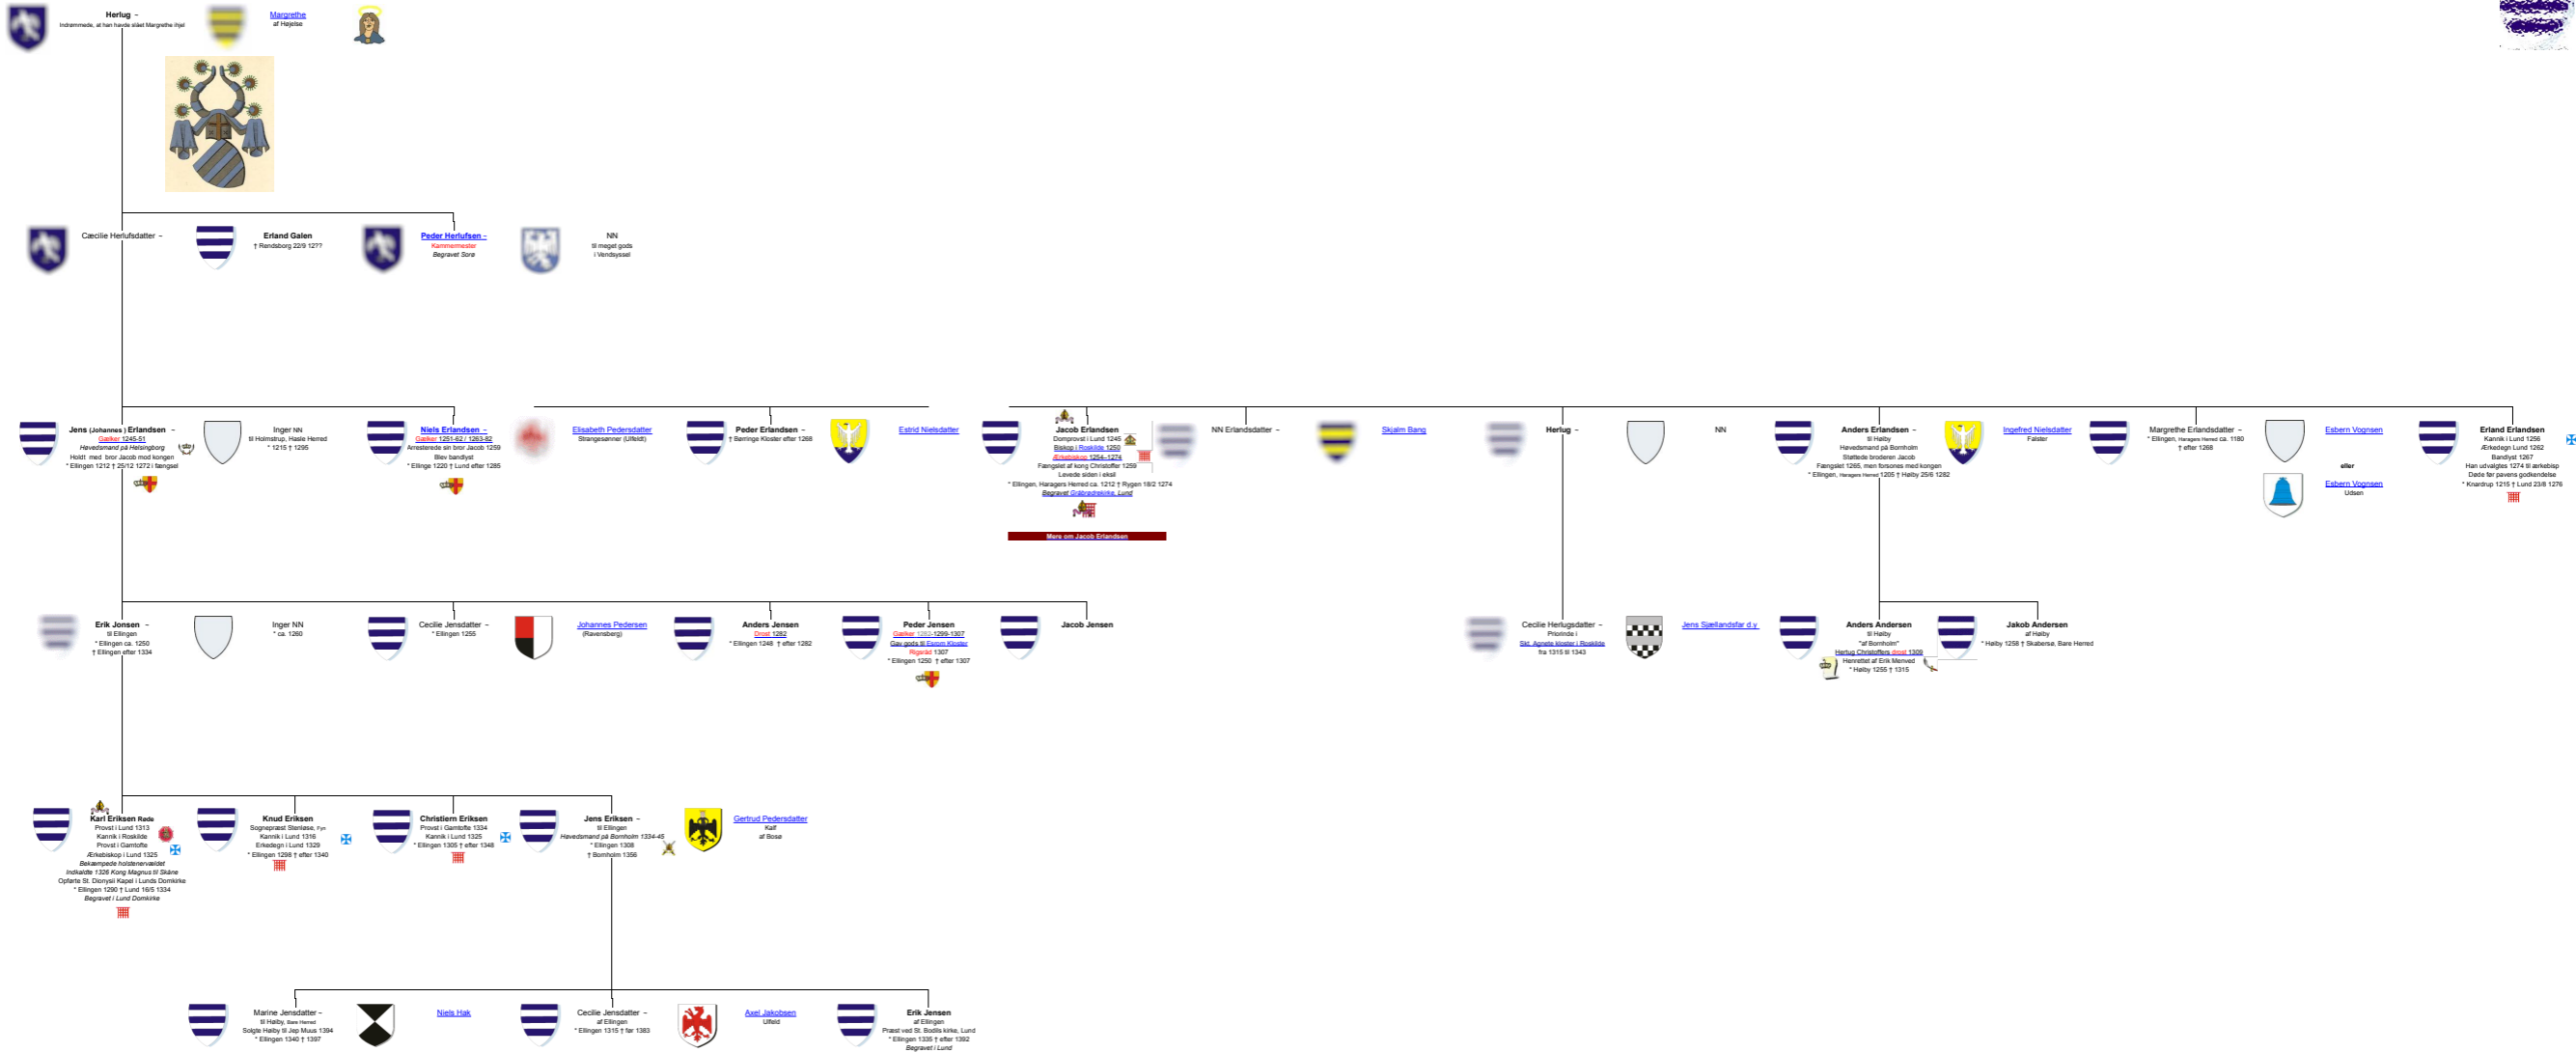 Herlug -
Indrømmede, at han havde slået Margrethe ihjel
Margrethe
af Højelse
Cæcilie Herlufsdatter -
Erland Galen
† Rendsborg 22/9 12??
Peder Herlufsen -
Kammermester
Begravet Sorø
NN
til meget gods
i Vendsyssel
Jens (Johannes ) Erlandsen -
Gælker 1245-51
Høvedsmand på Helsingborg
Holdt med bror Jacob mod kongen
* Ellingen 1212 † 25/12 1272 i fængsel
Inger NN
til Holmstrup, Hasle Herred
* 1215 † 1295
Niels Erlandsen -
Gælker 1251-62 / 1263-82
Arresterede sin bror Jacob 1259
Blev bandlyst
* Ellinge 1220 † Lund efter 1285
Elisabeth Pedersdatter
Strangesønner (Ulfeldt)
Peder Erlandsen -
† Børringe Kloster efter 1268
Estrid Nielsdatter
Jacob Erlandsen
Domprovst i Lund 1245
Biskop i Roskilde 1250
Ærkebiskop 1254-1274
Fængslet af kong Christoffer 1259
Levede siden i eksil
* Ellingen, Haragers Herred ca. 1212 † Rygen 18/2 1274
Begravet Gråbrødrekirke, Lund
Mere om Jacob Erlandsen
NN Erlandsdatter -
Skjalm Bang
Herlug -
NN
Anders Erlandsen -
til Høiby
Høvedsmand på Bornholm
Støttede broderen Jacob
Fængslet 1265, men forsones med kongen
* Ellingen, Haragers Herred 1205 † Høiby 25/6 1282
Ingefred Nielsdatter
Falster
Margrethe Erlandsdatter -
* Ellingen, Haragers Herred ca. 1180
† efter 1268
Esbern Vognsen
eller
Esbern Vognsen
Udsen
Erland Erlandsen
Kannik i Lund 1256
Ærkedegn Lund 1262
Bandlyst 1267
Han udvalgtes 1274 til ærkebisp
Døde før pavens godkendelse
* Knardrup 1215 † Lund 23/8 1276
Erik Jonsen -
til Ellingen
* Ellingen ca. 1250
† Ellingen efter 1334
Inger NN
* ca. 1260
Cecilie Jensdatter -
* Ellingen 1255
Johannes Pedersen
(Ravensberg)
Anders Jensen
Drost 1282
* Ellingen 1248 † efter 1282
Peder Jensen
Gælker 1282-1299-1307
Gav gods til Esrom Kloster
Rigsråd 1307
* Ellingen 1250 † efter 1307
Jacob Jensen
Cecilie Herlugsdatter -
Priorinde i
Skt. Agnete kloster i Roskilde
fra 1315 til 1343
Jens Sjællandsfar d.y.
Anders Andersen
til Høiby
"af Bornholm"
Hertug Christoffers drost 1309
Henrettet af Erik Menved
* Høiby 1255 † 1315
Jakob Andersen
af Høiby
* Høiby 1258 † Skabersø, Bare Herred
Karl Eriksen Røde
Provst i Lund 1313
Kannik i Roskilde
Provst i Gamtofte
Ærkebiskop i Lund 1325
Bekæmpede holstenervældet
Indkaldte 1326 Kong Magnus til Skåne
Opførte St. Dionysii Kapel i Lunds Domkirke
* Ellingen 1290 † Lund 16/5 1334
Begravet i Lund Domkirke
Knud Eriksen
Sognepræst Stenløse, Fyn
Kannik i Lund 1316
Erkedegn i Lund 1329
* Ellingen 1298 † efter 1340
Christiern Eriksen
Provst i Gamtofte 1334
Kannik i Lund 1325
* Ellingen 1305 † efter 1348
Jens Eriksen -
til Ellingen
Høvedsmand på Bornholm 1334-45
* Ellingen 1308
† Bornholm 1356
Gertrud Pedersdatter
Kalf
af Bosø
Marine Jensdatter -
til Høiby, Bare Herred
Solgte Høiby til Jep Muus 1394
* Ellingen 1340 † 1397
Niels Hak
Cecilie Jensdatter -
af Ellingen
* Ellingen 1315 † før 1383
Axel Jakobsen
Ulfeld
Erik Jensen
af Ellingen
Præst ved St. Bodils kirke, Lund
* Ellingen 1335 † efter 1392
Begravet i Lund